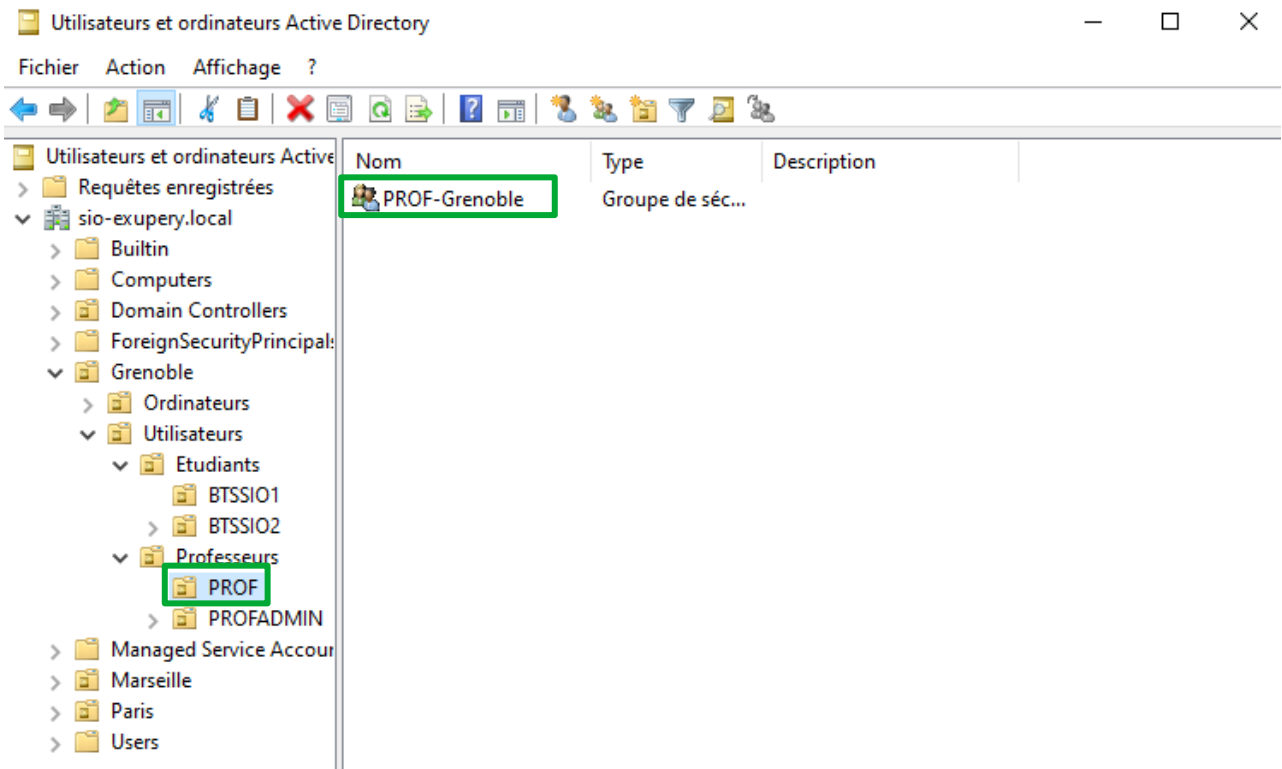 Utilisateurs et ordinateurs Active Directory
Fichier Action Affichage ?
Utilisateurs et ordinateurs Active
Requêtes enregistrées
sio-exupery.local
Builtin
Computers
Domain Controllers
ForeignSecurityPrincipals
Grenoble
Ordinateurs
Utilisateurs
Etudiants
BTSSIO1
BTSSIO2
Professeurs
PROF
PROFADMIN
Managed Service Accour
Marseille
Paris
Users
Nom Type Description
PROF-Grenoble Groupe de séc...